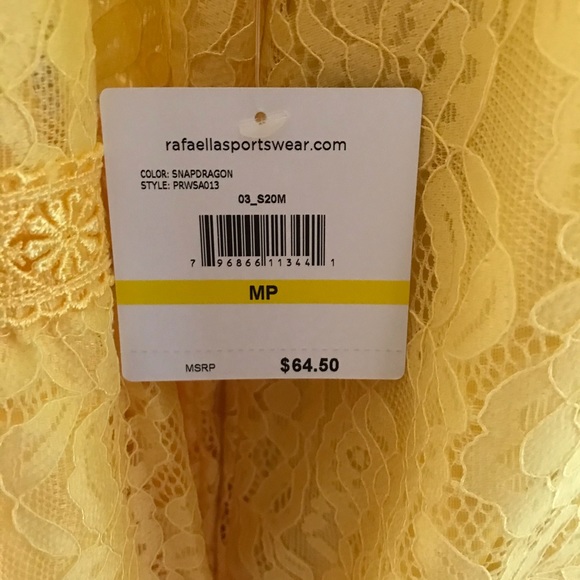 rafaellasportswear.com
COLOR: SNAPDRAGON
STYLE: PRWSA013
03_S20M
7 96866 11344 1
MP
MSRP $64.50